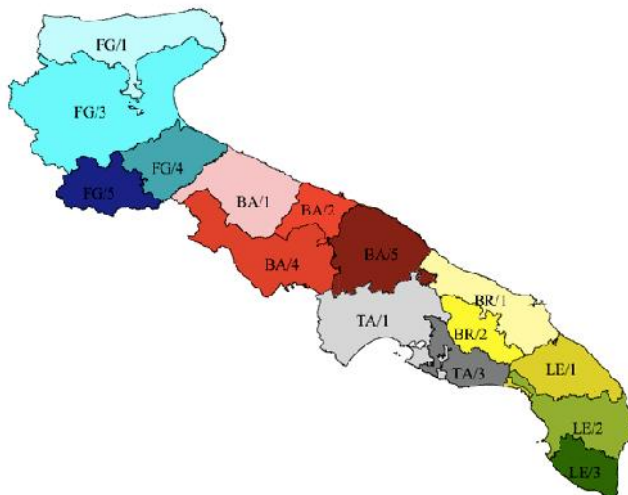 FG/1
FG/3
FG/4
FG/5
BA/1
BA/2
BA/5
BA/4
BR/1
TA/1
BR/2
LE/1
TA/3
LE/2
LE/3